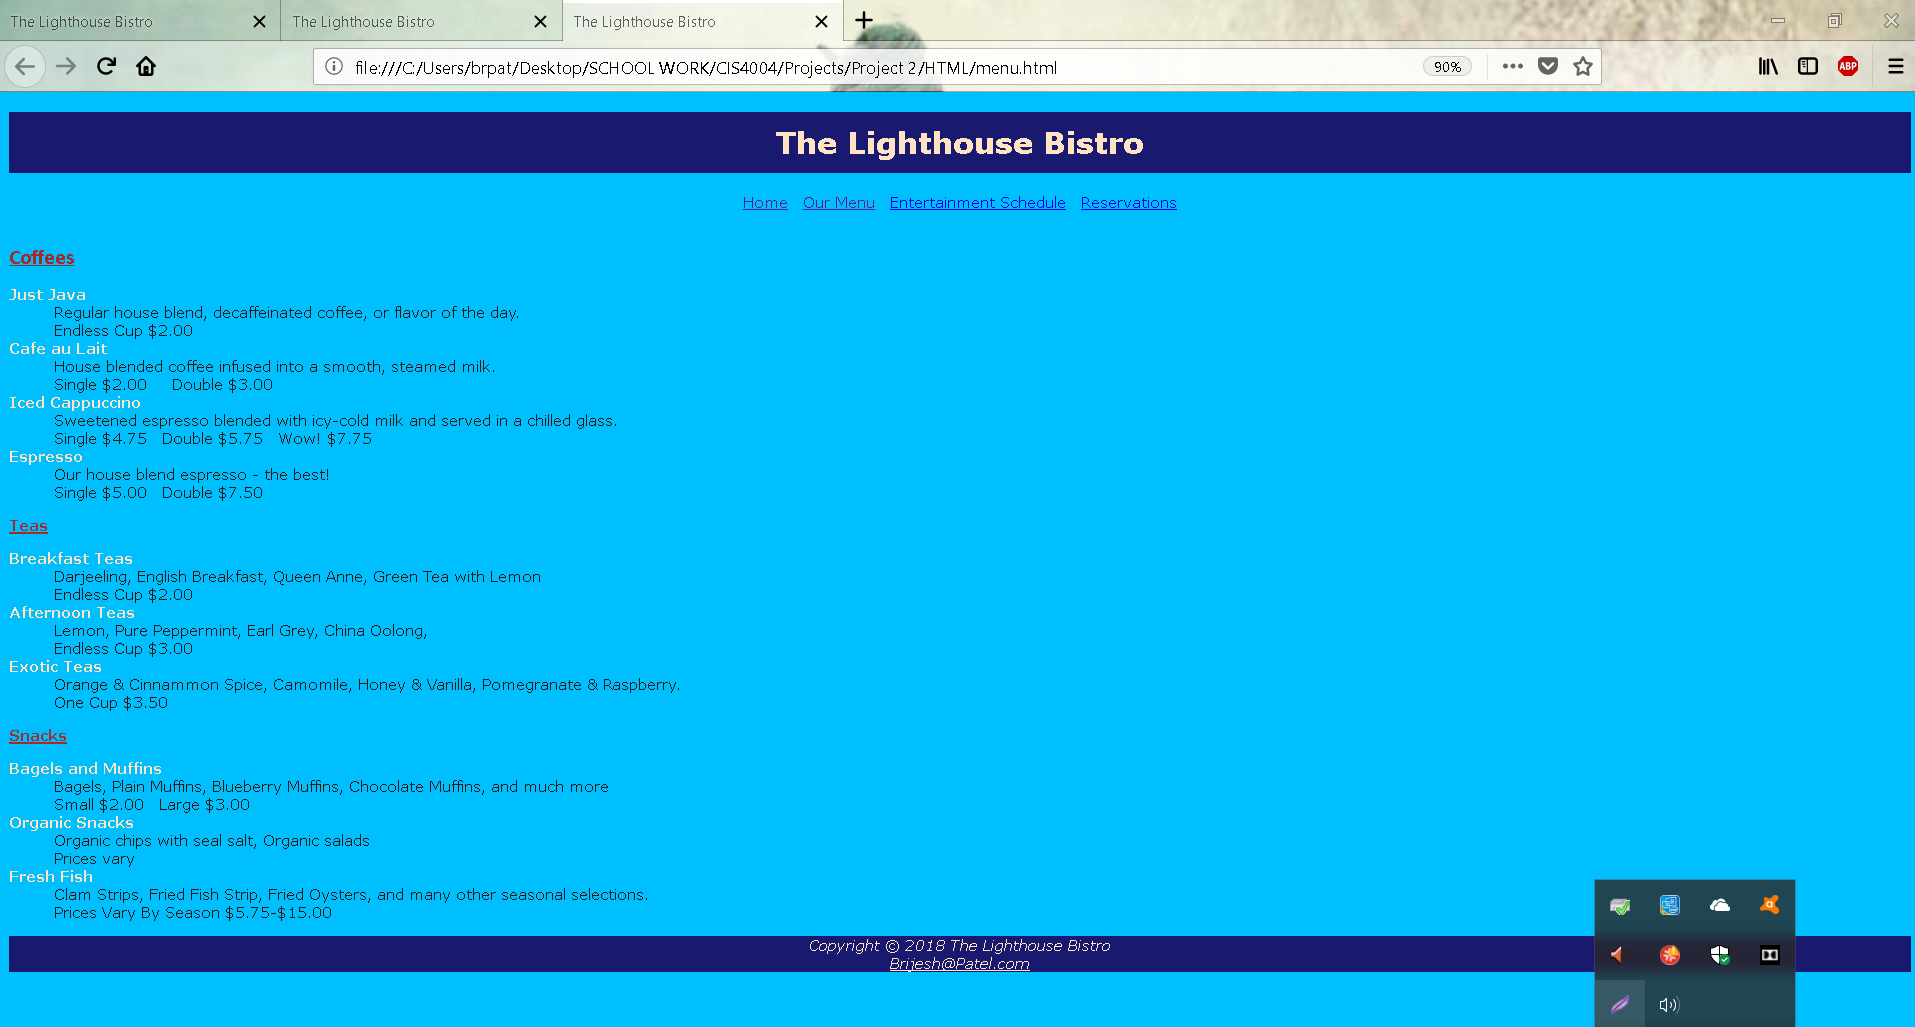 The Lighthouse Bistro
The Lighthouse Bistro
The Lighthouse Bistro
file:///C:/Users/brpat/Desktop/SCHOOL WORK/CIS4004/Projects/Project 2/HTML/menu.html
90%
ABP
The Lighthouse Bistro
Home Our Menu Entertainment Schedule Reservations
Coffees
Just Java
Regular house blend, decaffeinated coffee, or flavor of the day.
Endless Cup $2.00
Cafe au Lait
House blended coffee infused into a smooth, steamed milk.
Single $2.00 Double $3.00
Iced Cappuccino
Sweetened espresso blended with icy-cold milk and served in a chilled glass.
Single $4.75 Double $5.75 Wow! $7.75
Espresso
Our house blend espresso - the best!
Single $5.00 Double $7.50
Teas
Breakfast Teas
Darjeeling, English Breakfast, Queen Anne, Green Tea with Lemon
Endless Cup $2.00
Afternoon Teas
Lemon, Pure Peppermint, Earl Grey, China Oolong,
Endless Cup $3.00
Exotic Teas
Orange & Cinnammon Spice, Camomile, Honey & Vanilla, Pomegranate & Raspberry.
One Cup $3.50
Snacks
Bagels and Muffins
Bagels, Plain Muffins, Blueberry Muffins, Chocolate Muffins, and much more
Small $2.00 Large $3.00
Organic Snacks
Organic chips with seal salt, Organic salads
Prices vary
Fresh Fish
Clam Strips, Fried Fish Strip, Fried Oysters, and many other seasonal selections.
Prices Vary By Season $5.75-$15.00
Copyright © 2018 The Lighthouse Bistro
Brijesh@Patel.com